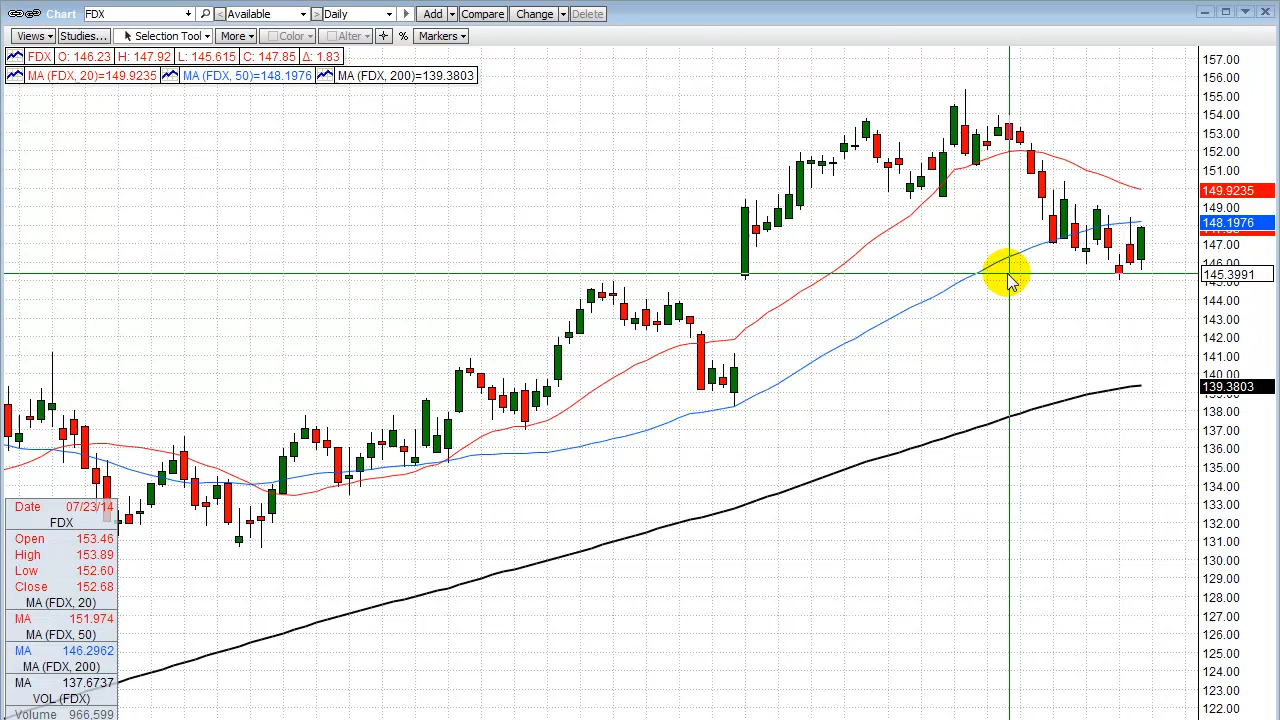 Chart FDX Available Daily Add Compare Change Delete
Views Studies... Selection Tool More Color Alter % Markers
FDX O: 146.23 H: 147.92 L: 145.615 C: 147.85 Δ: 1.83
MA (FDX, 20)=149.9235 MA (FDX, 50)=148.1976 MA (FDX, 200)=139.3803
157.00
156.00
155.00
154.00
153.00
152.00
151.00
149.9235
149.00
148.1976
147.00
146.00
145.3991
144.00
143.00
142.00
141.00
140.00
139.3803
138.00
137.00
136.00
135.00
134.00
133.00
132.00
131.00
130.00
129.00
128.00
127.00
126.00
125.00
124.00
123.00
122.00
Date 07/23/14
FDX
Open 153.46
High 153.89
Low 152.60
Close 152.68
MA (FDX, 20)
MA 151.974
MA (FDX, 50)
MA 146.2962
MA (FDX, 200)
MA 137.6737
VOL (FDX)
Volume 966,599